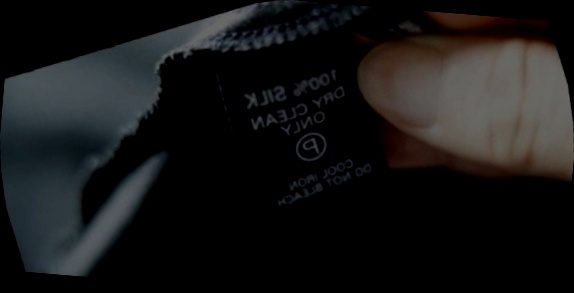 100% SILK
DRY CLEAN
ONLY
P
COOL IRON
DO NOT BLEACH